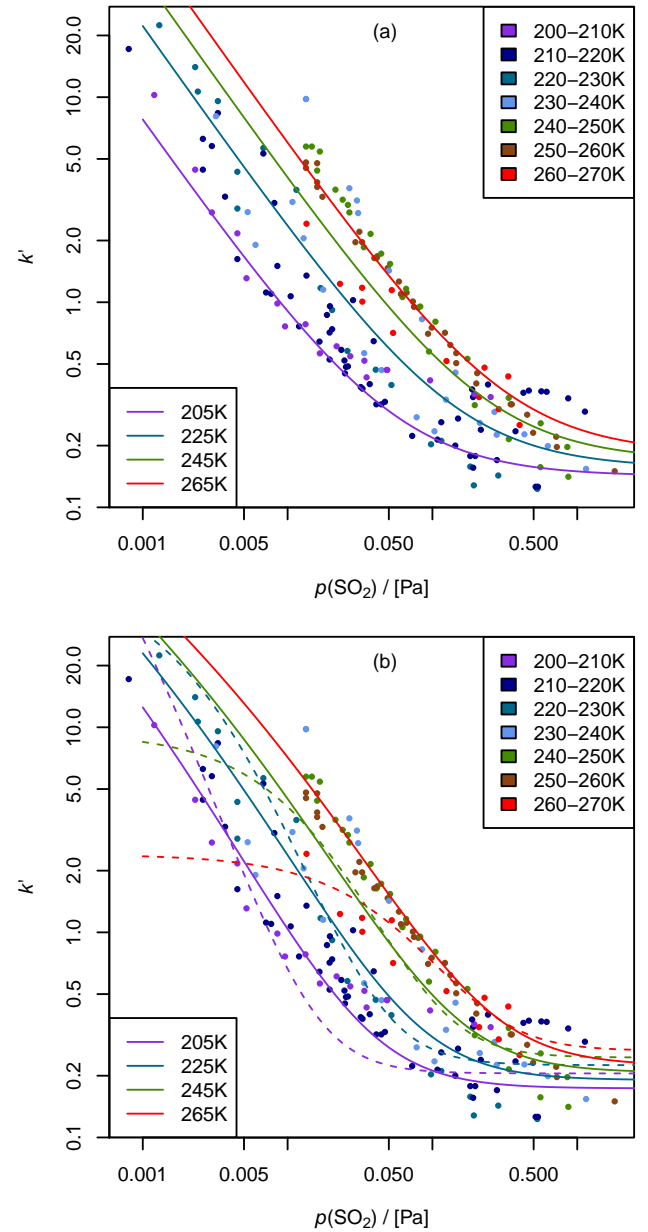 (a)
20.0
10.0
5.0
2.0
1.0
0.5
0.2
0.1
k'
200−210K
210−220K
220−230K
230−240K
240−250K
250−260K
260−270K
205K
225K
245K
265K
0.001
0.005
0.050
0.500
p(SO₂) / [Pa]
(b)
20.0
10.0
5.0
2.0
1.0
0.5
0.2
0.1
k'
200−210K
210−220K
220−230K
230−240K
240−250K
250−260K
260−270K
205K
225K
245K
265K
0.001
0.005
0.050
0.500
p(SO₂) / [Pa]